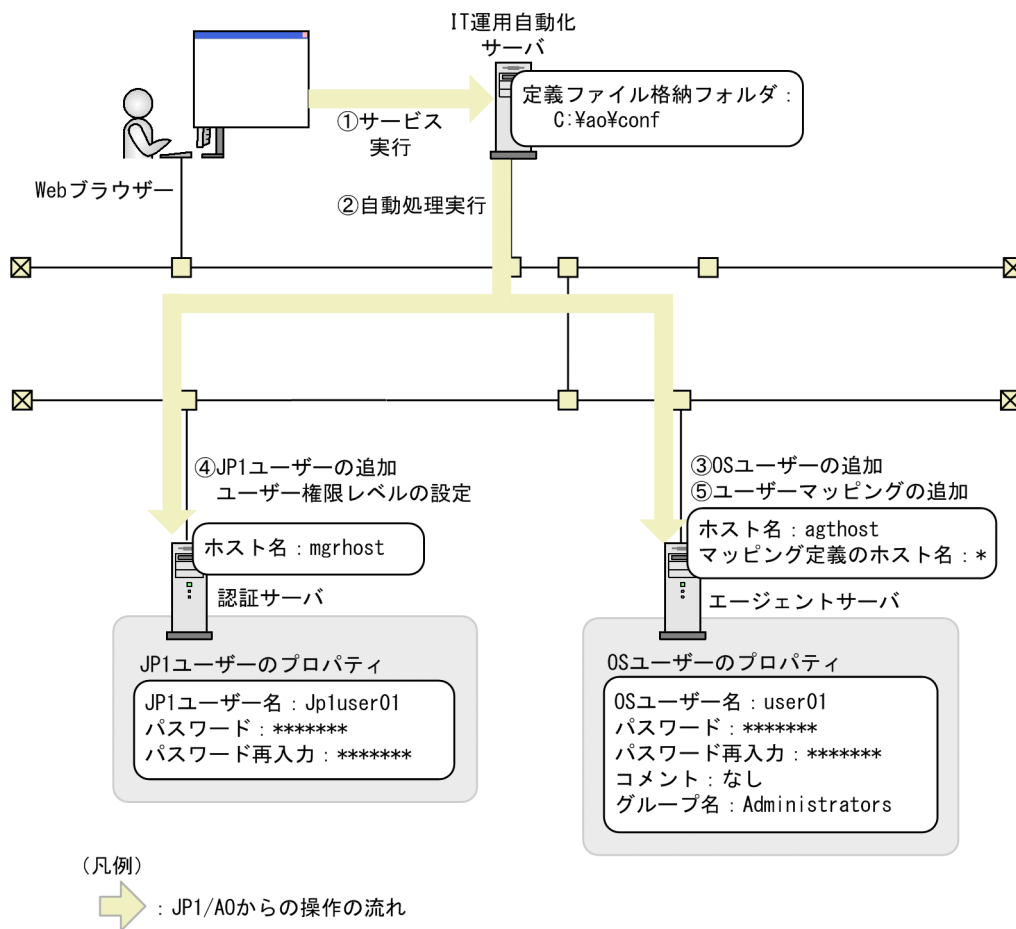 IT運用自動化
サーバ
定義ファイル格納フォルダ：
C:¥ao¥conf
①サービス
実行
Webブラウザー
②自動処理実行
④JP1ユーザーの追加
ユーザー権限レベルの設定
③OSユーザーの追加
⑤ユーザーマッピングの追加
ホスト名：mgrhost
ホスト名：agthost
マッピング定義のホスト名：*
認証サーバ
エージェントサーバ
JP1ユーザーのプロパティ
JP1ユーザー名：Jp1user01
パスワード：*******
パスワード再入力：*******
OSユーザーのプロパティ
OSユーザー名：user01
パスワード：*******
パスワード再入力：*******
コメント：なし
グループ名：Administrators
(凡例)
：JP1/AOからの操作の流れ